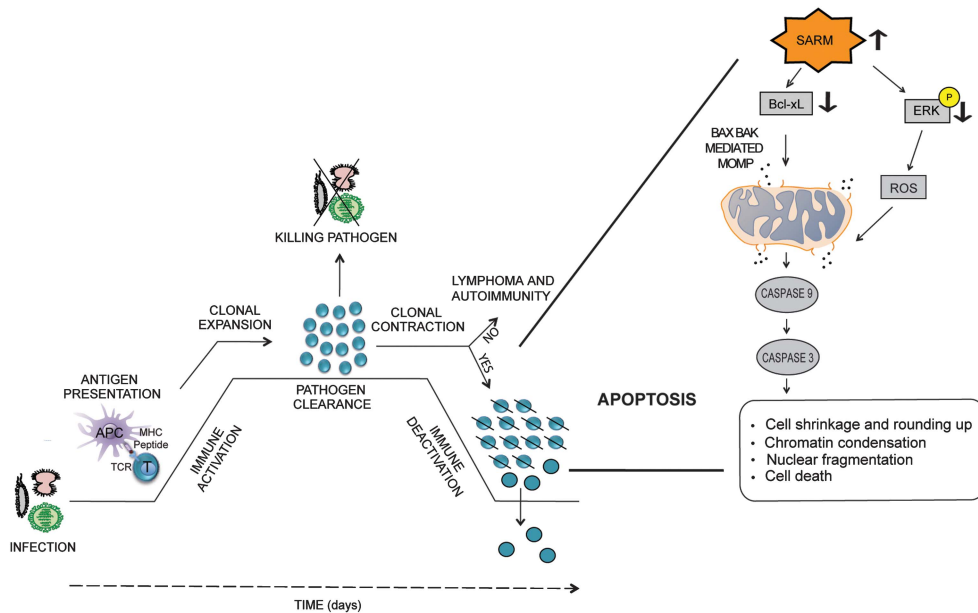 SARM
Bcl-xL
P
ERK
BAX BAK
MEDIATED
MOMP
ROS
KILLING PATHOGEN
LYMPHOMA AND
AUTOIMMUNITY
CLONAL
EXPANSION
CLONAL
CONTRACTION
NO
YES
CASPASE 9
CASPASE 3
ANTIGEN
PRESENTATION
PATHOGEN
CLEARANCE
APOPTOSIS
APC
MHC
Peptide
TCR
T
IMMUNE
ACTIVATION
IMMUNE
DEACTIVATION
• Cell shrinkage and rounding up
• Chromatin condensation
• Nuclear fragmentation
• Cell death
INFECTION
TIME (days)